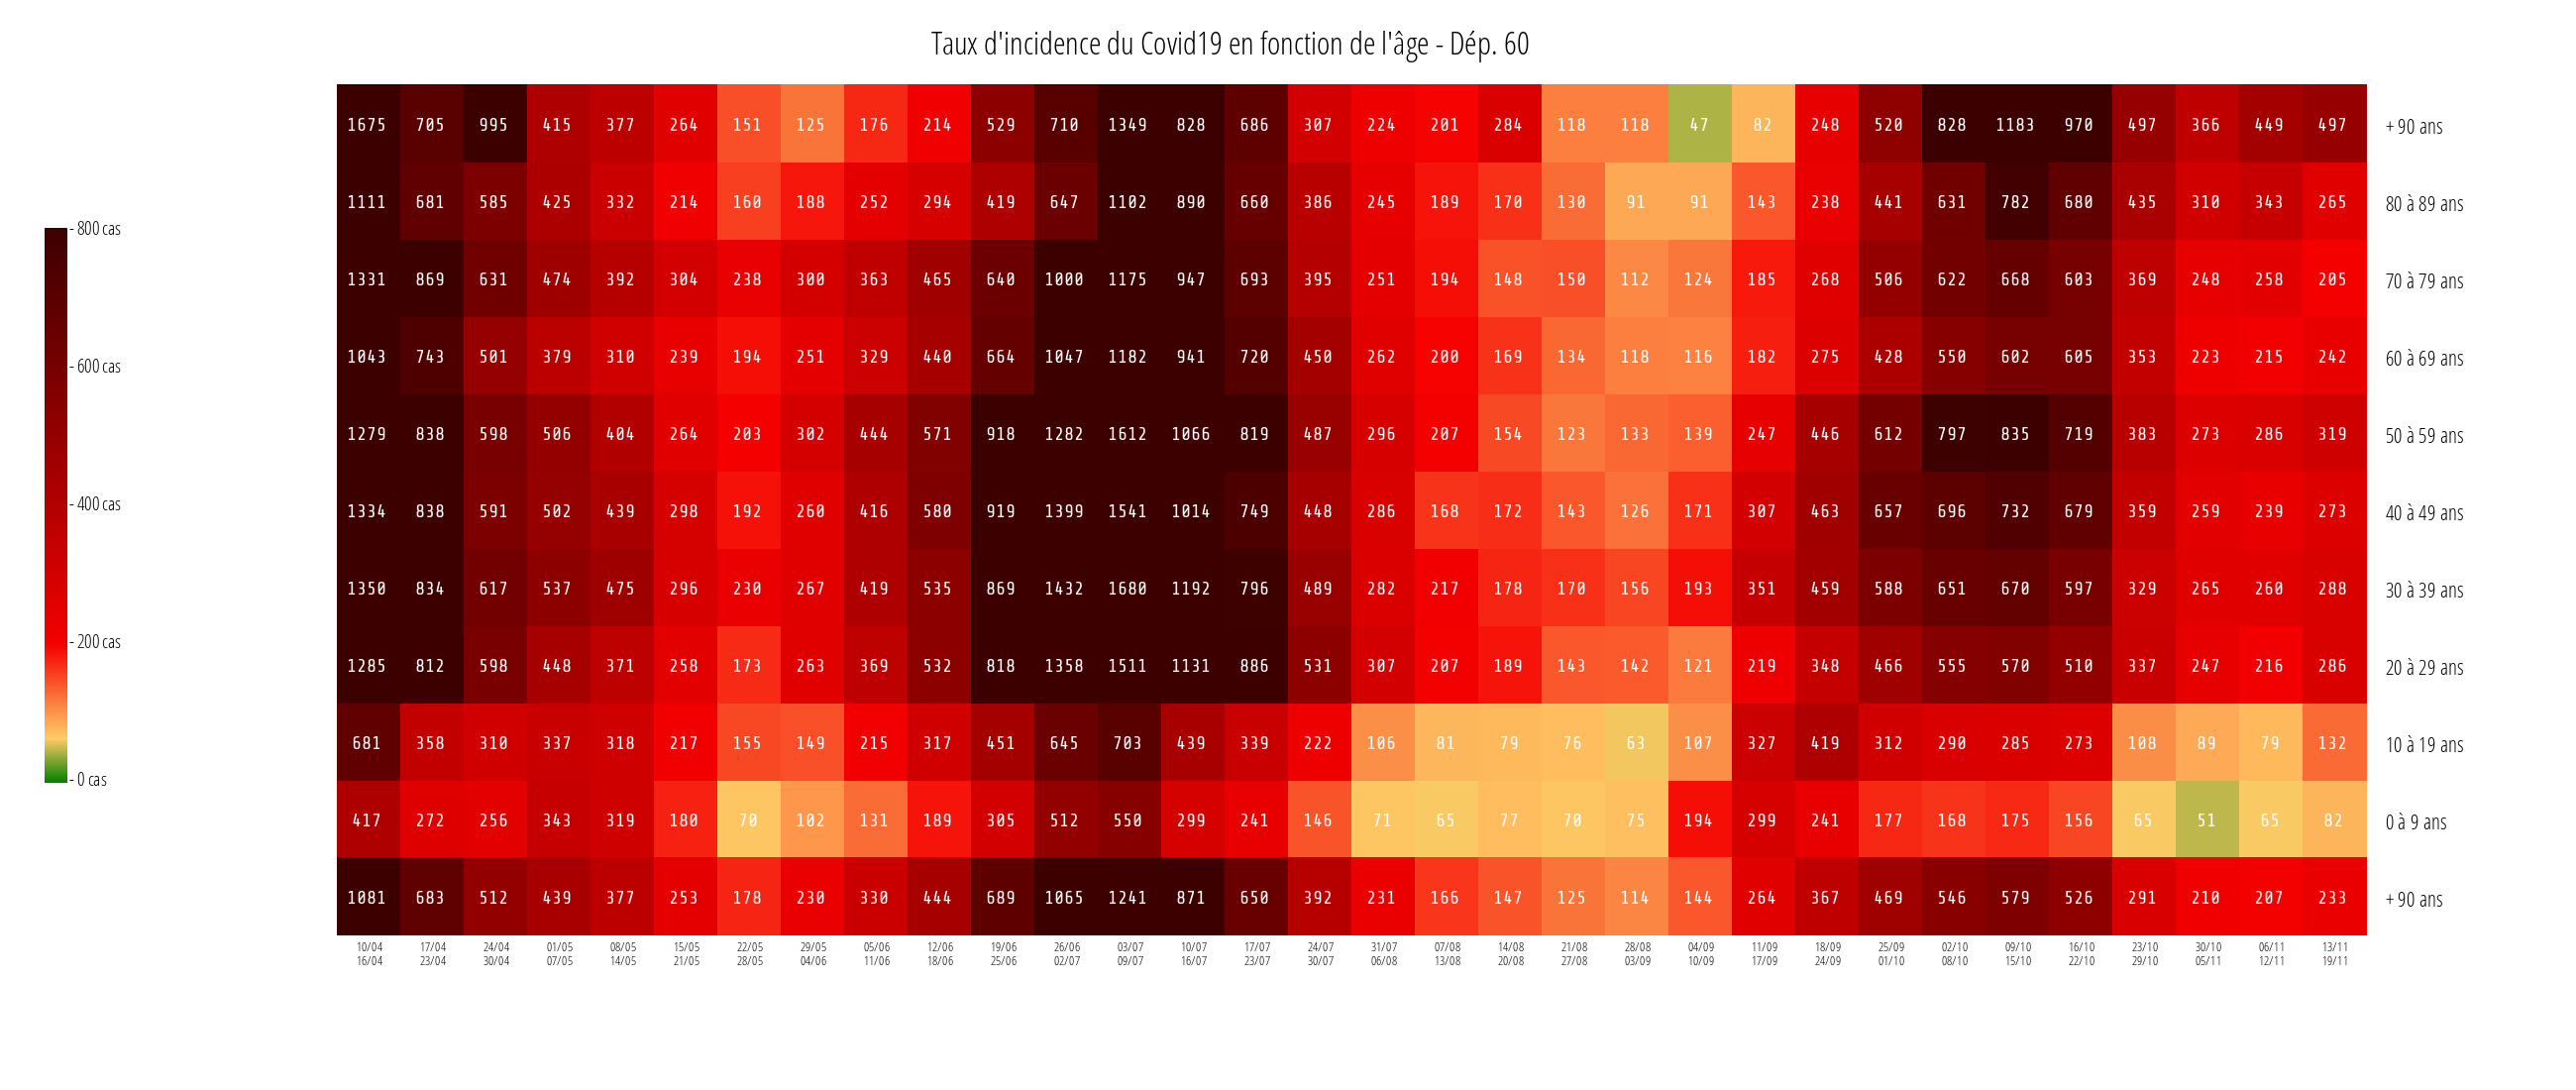 Taux d'incidence du Covid19 en fonction de l'âge - Dép. 60
- 800 cas
- 600 cas
- 400 cas
- 200 cas
- 0 cas
1675 705 995 415 377 264 151 125 176 214 529 710 1349 828 686 307 224 201 284 118 118 47 82 248 520 828 1183 970 497 366 449 497 + 90 ans
1111 681 585 425 332 214 160 188 252 294 419 647 1102 890 660 386 245 189 170 130 91 91 143 238 441 631 782 680 435 310 343 265 80 à 89 ans
1331 869 631 474 392 304 238 300 363 465 640 1000 1175 947 693 395 251 194 148 150 112 124 185 268 506 622 668 603 369 248 258 205 70 à 79 ans
1043 743 501 379 310 239 194 251 329 440 664 1047 1182 941 720 450 262 200 169 134 118 116 182 275 428 550 602 605 353 223 215 242 60 à 69 ans
1279 838 598 506 404 264 203 302 444 571 918 1282 1612 1066 819 487 296 207 154 123 133 139 247 446 612 797 835 719 383 273 286 319 50 à 59 ans
1334 838 591 502 439 298 192 260 416 580 919 1399 1541 1014 749 448 286 168 172 143 126 171 307 463 657 696 732 679 359 259 239 273 40 à 49 ans
1350 834 617 537 475 296 230 267 419 535 869 1432 1680 1192 796 489 282 217 178 170 156 193 351 459 588 651 670 597 329 265 260 288 30 à 39 ans
1285 812 598 448 371 258 173 263 369 532 818 1358 1511 1131 886 531 307 207 189 143 142 121 219 348 466 555 570 510 337 247 216 286 20 à 29 ans
681 358 310 337 318 217 155 149 215 317 451 645 703 439 339 222 106 81 79 76 63 107 327 419 312 290 285 273 108 89 79 132 10 à 19 ans
417 272 256 343 319 180 70 102 131 189 305 512 550 299 241 146 71 65 77 70 75 194 299 241 177 168 175 156 65 51 65 82 0 à 9 ans
1081 683 512 439 377 253 178 230 330 444 689 1065 1241 871 650 392 231 166 147 125 114 144 264 367 469 546 579 526 291 210 207 233 + 90 ans
10/04 17/04 24/04 01/05 08/05 15/05 22/05 29/05 05/06 12/06 19/06 26/06 03/07 10/07 17/07 24/07 31/07 07/08 14/08 21/08 28/08 04/09 11/09 18/09 25/09 02/10 09/10 16/10 23/10 30/10 06/11 13/11
16/04 23/04 30/04 07/05 14/05 21/05 28/05 04/06 11/06 18/06 25/06 02/07 09/07 16/07 23/07 30/07 06/08 13/08 20/08 27/08 03/09 10/09 17/09 24/09 01/10 08/10 15/10 22/10 29/10 05/11 12/11 19/11